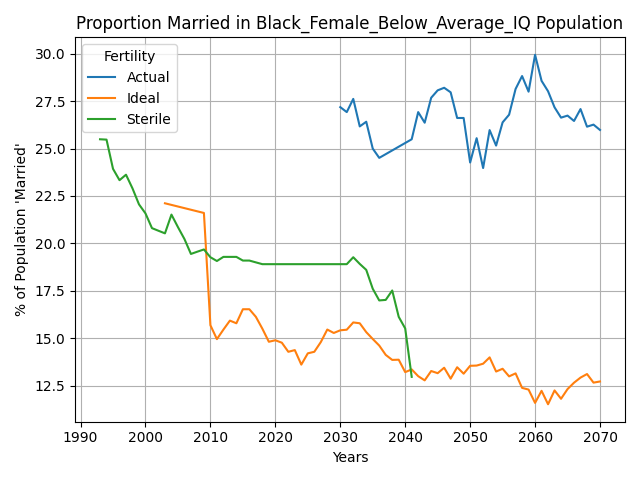 Proportion Married in Black_Female_Below_Average_IQ Population
% of Population 'Married'
30.0
27.5
25.0
22.5
20.0
17.5
15.0
12.5
Fertility
Actual
Ideal
Sterile
1990 2000 2010 2020 2030 2040 2050 2060 2070
Years